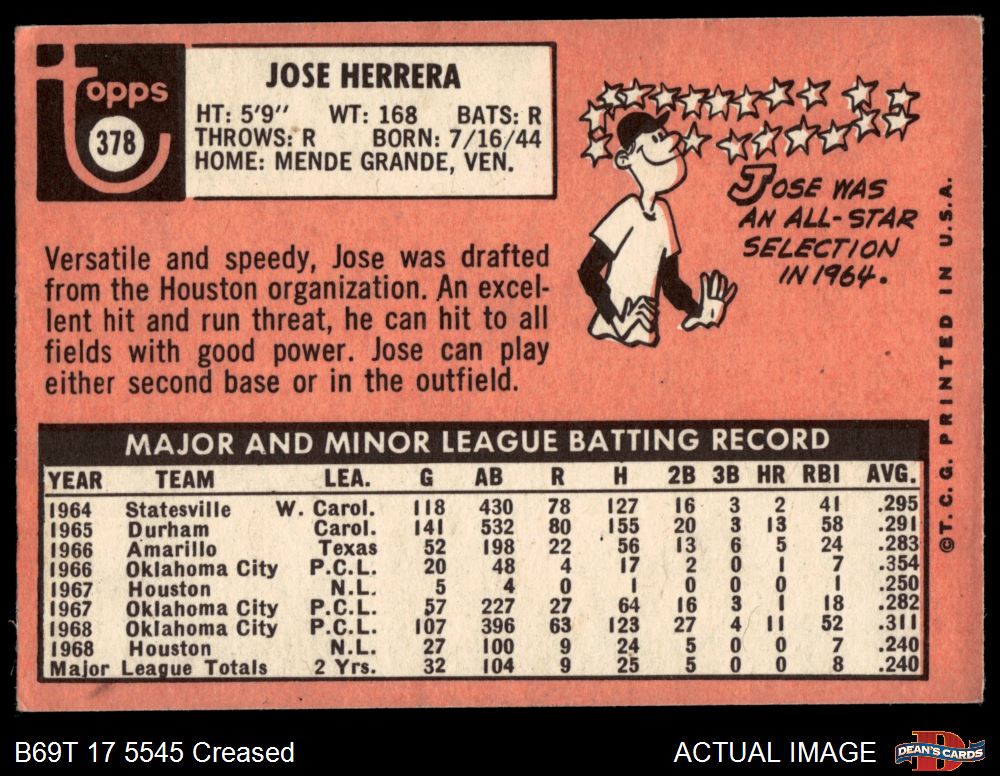 Topps
378
JOSE HERRERA
HT: 5'9" WT: 168 BATS: R
THROWS: R BORN: 7/16/44
HOME: MENDE GRANDE, VEN.
JOSE WAS
AN ALL-STAR
SELECTION
IN 1964.
Versatile and speedy, Jose was drafted
from the Houston organization. An excel-
lent hit and run threat, he can hit to all
fields with good power. Jose can play
either second base or in the outfield.
MAJOR AND MINOR LEAGUE BATTING RECORD
YEAR TEAM LEA. G AB R H 2B 3B HR RBI AVG.
1964 Statesville W. Carol. 118 430 78 127 16 3 2 41 .295
1965 Durham Carol. 141 532 80 155 20 3 13 58 .291
1966 Amarillo Texas 52 198 22 56 13 6 5 24 .283
1966 Oklahoma City P.C.L. 20 48 4 17 2 0 1 7 .354
1967 Houston N.L. 5 4 0 1 0 0 0 1 .250
1967 Oklahoma City P.C.L. 57 227 27 64 16 3 1 18 .282
1968 Oklahoma City P.C.L. 107 396 63 123 27 4 11 52 .311
1968 Houston N.L. 27 100 9 24 5 0 0 7 .240
Major League Totals 2 Yrs. 32 104 9 25 5 0 0 8 .240
©T.C.G. PRINTED IN U.S.A.
B69T 17 5545 Creased
ACTUAL IMAGE
D
DEAN'S CARDS